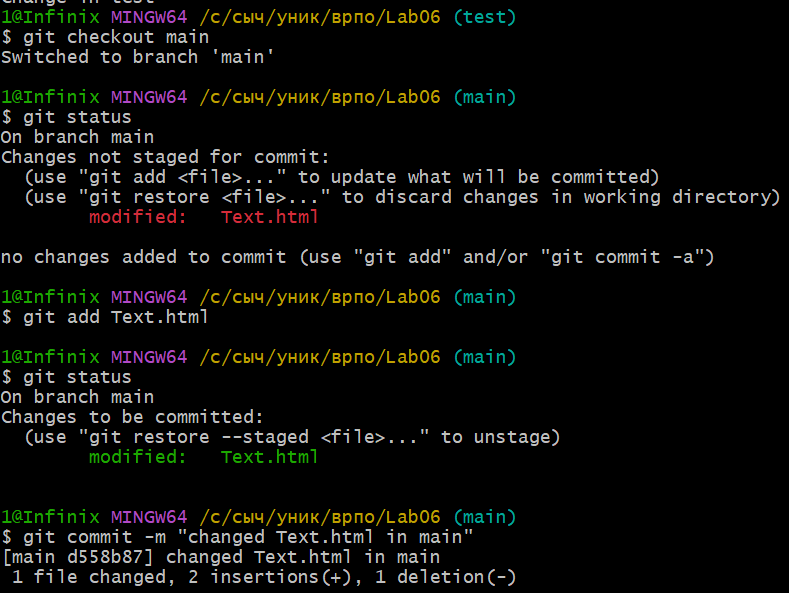 change in test
1@Infinix MINGW64 /c/сыч/уник/врпо/Lab06 (test)
$ git checkout main
Switched to branch 'main'

1@Infinix MINGW64 /c/сыч/уник/врпо/Lab06 (main)
$ git status
On branch main
Changes not staged for commit:
  (use "git add <file>..." to update what will be committed)
  (use "git restore <file>..." to discard changes in working directory)
        modified:   Text.html

no changes added to commit (use "git add" and/or "git commit -a")

1@Infinix MINGW64 /c/сыч/уник/врпо/Lab06 (main)
$ git add Text.html

1@Infinix MINGW64 /c/сыч/уник/врпо/Lab06 (main)
$ git status
On branch main
Changes to be committed:
  (use "git restore --staged <file>..." to unstage)
        modified:   Text.html


1@Infinix MINGW64 /c/сыч/уник/врпо/Lab06 (main)
$ git commit -m "changed Text.html in main"
[main d558b87] changed Text.html in main
 1 file changed, 2 insertions(+), 1 deletion(-)